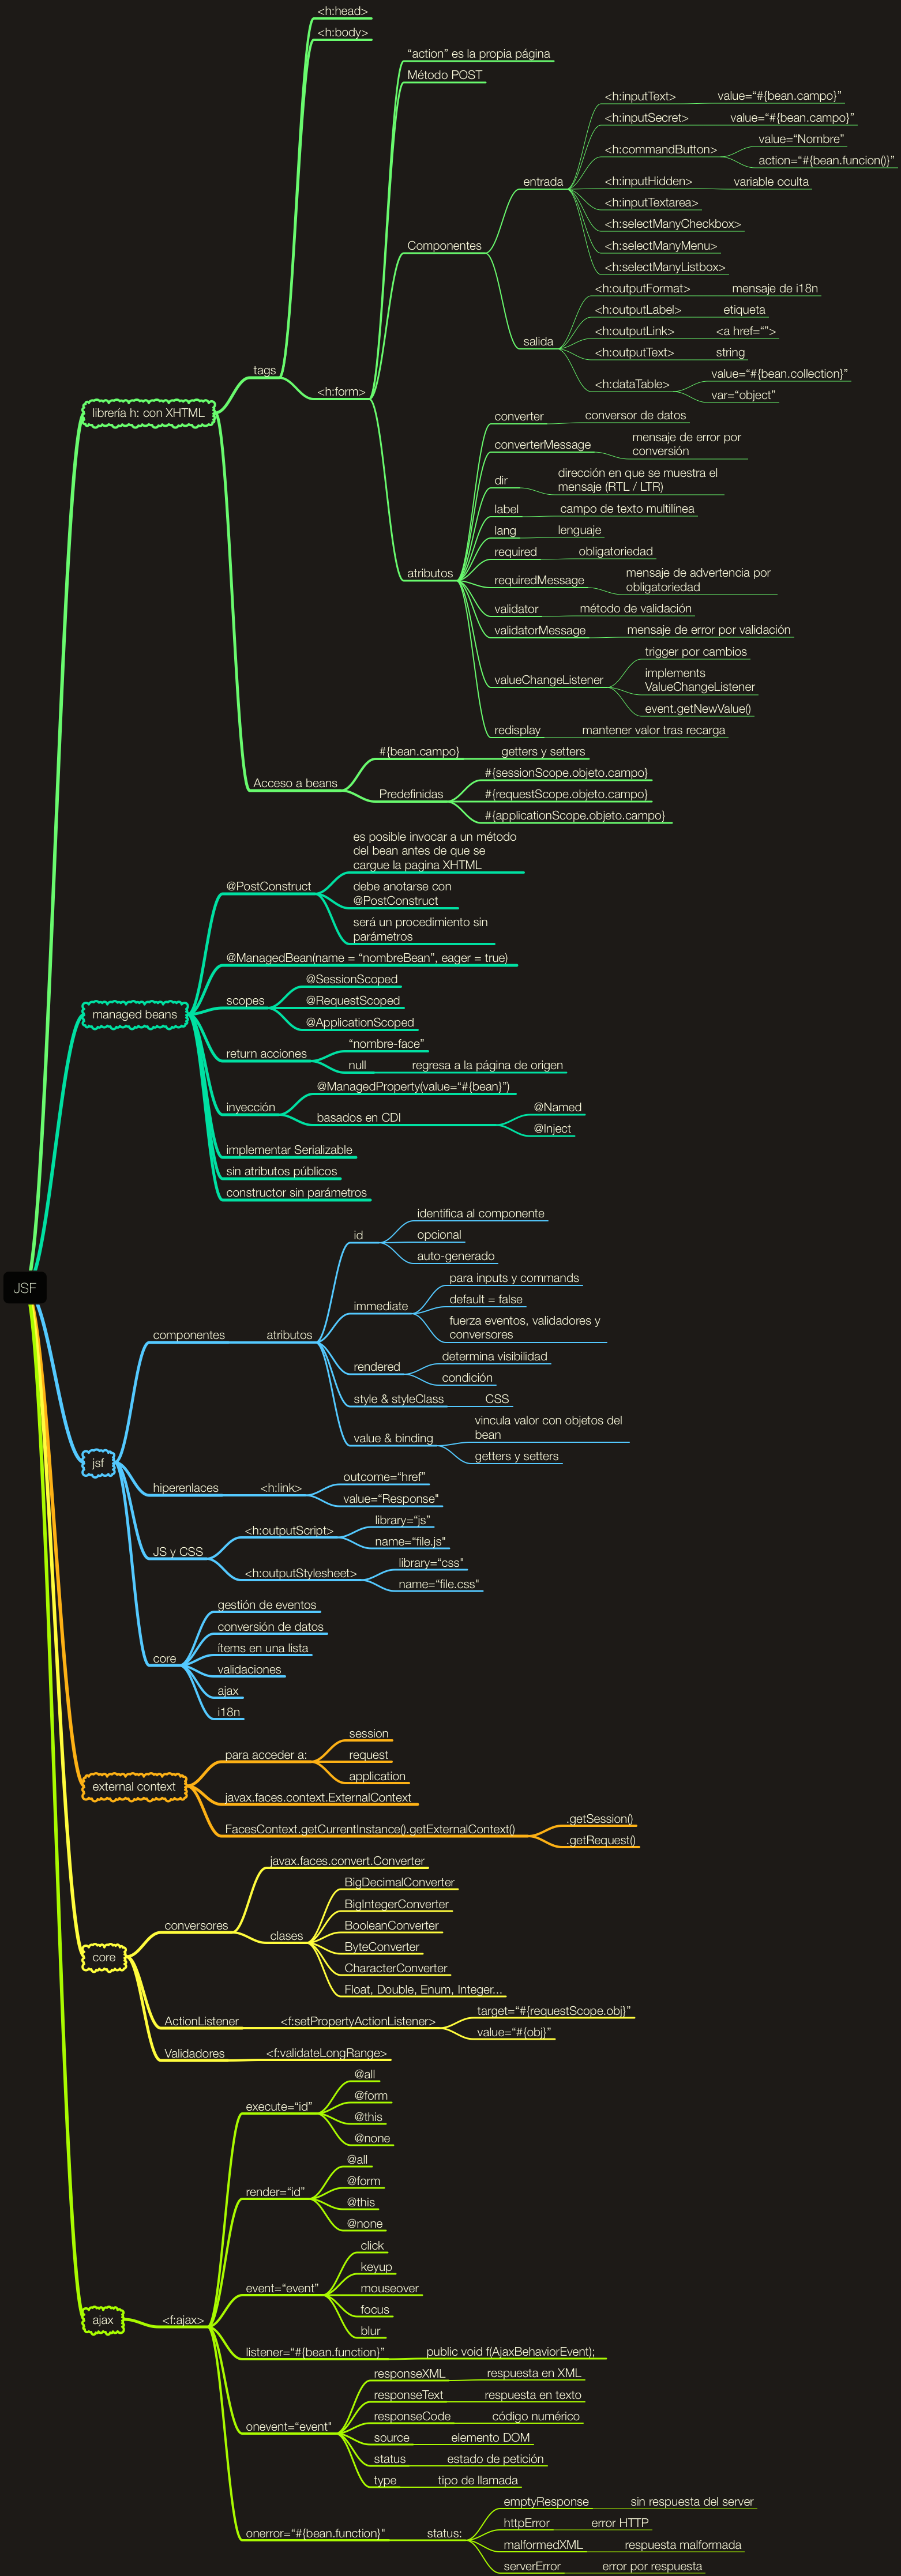 <h:head>
<h:body>
“action” es la propia página
Método POST
<h:inputText> value=“#{bean.campo}”
<h:inputSecret> value=“#{bean.campo}”
value=“Nombre”
<h:commandButton>
action=“#{bean.funcion()}”
entrada
<h:inputHidden> variable oculta
<h:inputTextarea>
<h:selectManyCheckbox>
Componentes
<h:selectManyMenu>
<h:selectManyListbox>
<h:outputFormat> mensaje de i18n
<h:outputLabel> etiqueta
<h:outputLink> <a href=“”>
salida
<h:outputText> string
tags
value=“#{bean.collection}”
<h:dataTable>
<h:form>
var=“object”
librería h: con XHTML
converter conversor de datos
converterMessage
mensaje de error por
conversión
dir
dirección en que se muestra el
mensaje (RTL / LTR)
label campo de texto multilínea
lang lenguaje
required obligatoriedad
atributos
requiredMessage
mensaje de advertencia por
obligatoriedad
validator método de validación
validatorMessage mensaje de error por validación
trigger por cambios
valueChangeListener
implements
ValueChangeListener
event.getNewValue()
redisplay mantener valor tras recarga
#{bean.campo} getters y setters
Acceso a beans
#{sessionScope.objeto.campo}
Predefinidas
#{requestScope.objeto.campo}
#{applicationScope.objeto.campo}
es posible invocar a un método
del bean antes de que se
cargue la pagina XHTML
@PostConstruct
debe anotarse con
@PostConstruct
será un procedimiento sin
parámetros
@ManagedBean(name = “nombreBean”, eager = true)
@SessionScoped
scopes
@RequestScoped
managed beans
@ApplicationScoped
“nombre-face”
return acciones
null regresa a la página de origen
@ManagedProperty(value=“#{bean}”)
inyección
basados en CDI
@Named
@Inject
implementar Serializable
sin atributos públicos
constructor sin parámetros
JSF
identifica al componente
id
opcional
auto-generado
para inputs y commands
immediate
default = false
fuerza eventos, validadores y
conversores
componentes atributos
determina visibilidad
rendered
condición
style & styleClass CSS
vincula valor con objetos del
bean
value & binding
getters y setters
jsf
outcome=“href”
hiperenlaces <h:link>
value=“Response"
library=“js”
<h:outputScript>
name=“file.js"
JS y CSS
library=“css"
<h:outputStylesheet>
name=“file.css"
gestión de eventos
conversión de datos
ítems en una lista
core
validaciones
ajax
i18n
session
para acceder a:
request
application
external context
javax.faces.context.ExternalContext
.getSession()
FacesContext.getCurrentInstance().getExternalContext()
.getRequest()
javax.faces.convert.Converter
BigDecimalConverter
BigIntegerConverter
conversores
BooleanConverter
clases
ByteConverter
core
CharacterConverter
Float, Double, Enum, Integer...
target=“#{requestScope.obj}”
ActionListener <f:setPropertyActionListener>
value=“#{obj}”
Validadores <f:validateLongRange>
@all
@form
execute=“id”
@this
@none
@all
@form
render=“id”
@this
@none
click
keyup
event=“event”
mouseover
focus
blur
ajax
<f:ajax>
listener=“#{bean.function}” public void f(AjaxBehaviorEvent);
responseXML respuesta en XML
responseText respuesta en texto
responseCode código numérico
onevent=“event"
source elemento DOM
status estado de petición
type tipo de llamada
emptyResponse sin respuesta del server
httpError error HTTP
onerror=“#{bean.function}” status:
malformedXML respuesta malformada
serverError error por respuesta